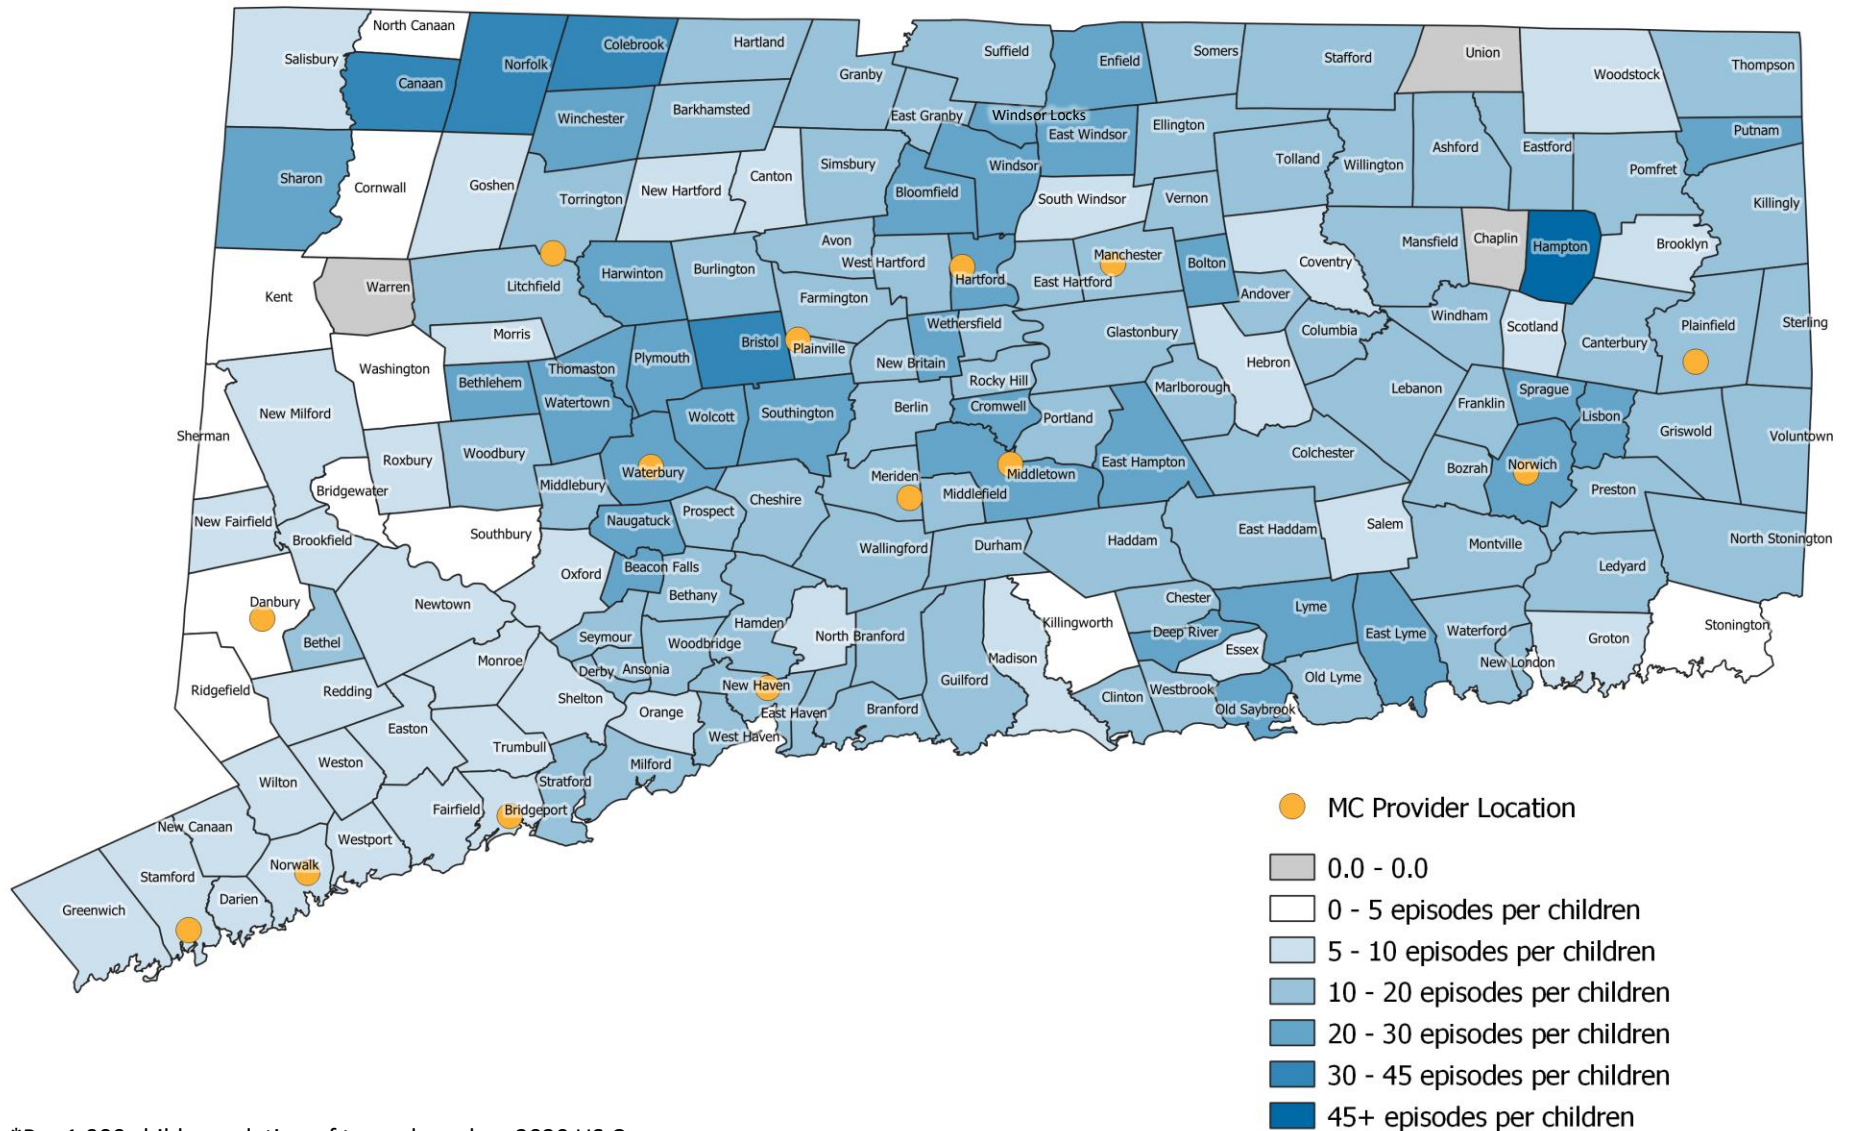 North Canaan
Salisbury
Canaan
Norfolk
Colebrook
Hartland
Granby
Suffield
Enfield
Somers
Stafford
Union
Woodstock
Thompson
Winchester
Barkhamsted
East Granby
Windsor Locks
East Windsor
Ellington
Putnam
Sharon
Cornwall
Goshen
Torrington
New Hartford
Canton
Simsbury
Bloomfield
Windsor
South Windsor
Vernon
Tolland
Willington
Ashford
Eastford
Pomfret
Killingly
Kent
Warren
Litchfield
Harwinton
Burlington
Avon
West Hartford
Farmington
Hartford
East Hartford
Manchester
Bolton
Andover
Coventry
Mansfield
Chaplin
Hampton
Brooklyn
Morris
Washington
Bethlehem
Thomaston
Watertown
Plymouth
Bristol
Plainville
New Britain
Wethersfield
Rocky Hill
Glastonbury
Marlborough
Hebron
Columbia
Windham
Scotland
Canterbury
Plainfield
Sterling
New Milford
Sherman
Roxbury
Woodbury
Bridgewater
Middlebury
Waterbury
Wolcott
Southington
Berlin
Cromwell
Portland
East Hampton
Colchester
Lebanon
Franklin
Sprague
Lisbon
Griswold
Voluntown
Norwich
Bozrah
Preston
North Stonington
New Fairfield
Brookfield
Southbury
Naugatuck
Prospect
Cheshire
Meriden
Middlefield
Middletown
Wallingford
Durham
Haddam
East Haddam
Salem
Montville
Ledyard
Danbury
Bethel
Newtown
Oxford
Beacon Falls
Bethany
Seymour
Woodbridge
Hamden
North Branford
Guilford
Madison
Killingworth
Chester
Deep River
Essex
Lyme
East Lyme
Waterford
New London
Groton
Stonington
Ridgefield
Redding
Monroe
Derby
Ansonia
Shelton
Orange
New Haven
East Haven
West Haven
Branford
Clinton
Westbrook
Old Saybrook
Old Lyme
Easton
Trumbull
Weston
Wilton
Stratford
Milford
New Canaan
Westport
Fairfield
Bridgeport
Norwalk
Stamford
Darien
Greenwich
MC Provider Location
0.0 - 0.0
0 - 5 episodes per children
5 - 10 episodes per children
10 - 20 episodes per children
20 - 30 episodes per children
30 - 45 episodes per children
45+ episodes per children